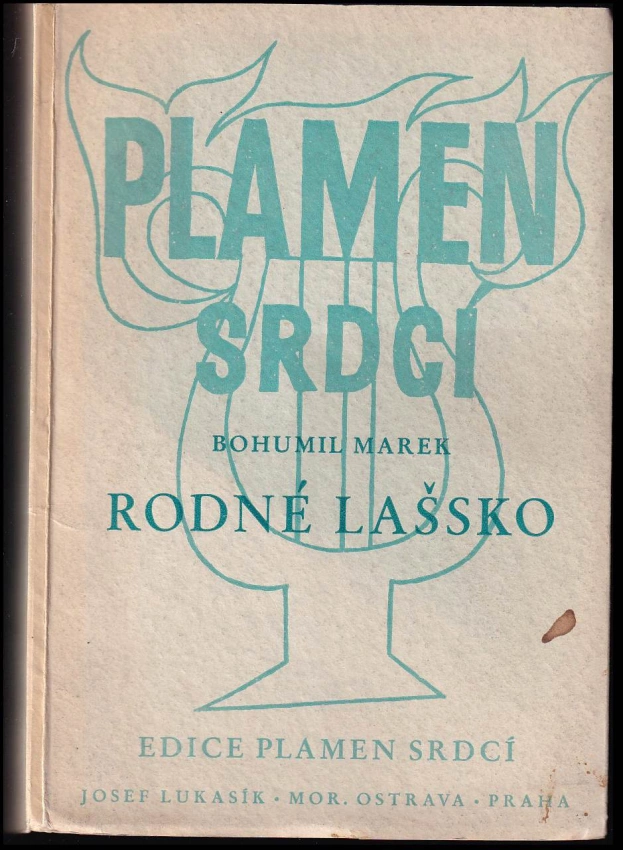 PLAMEN
SRDCÍ
BOHUMIL MAREK
RODNÉ LAŠSKO
EDICE PLAMEN SRDCÍ
JOSEF LUKASÍK · MOR. OSTRAVA · PRAHA